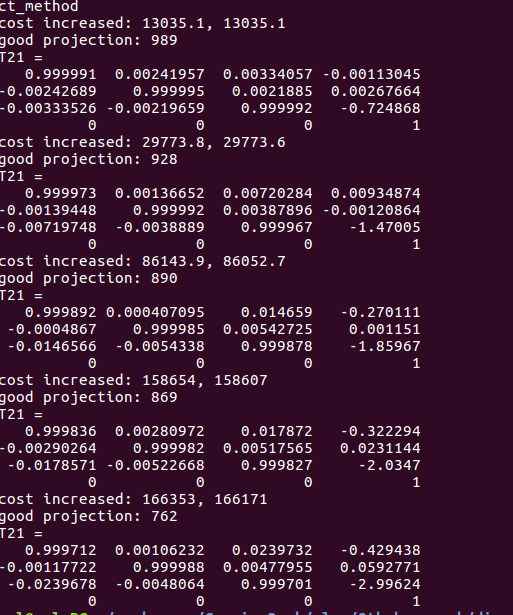 ct_method
cost increased: 13035.1, 13035.1
good projection: 989
T21 =
0.999991 0.00241957 0.00334057 -0.00113045
-0.00242689 0.999995 0.0021885 0.00267664
-0.00333526 -0.00219659 0.999992 -0.724868
0 0 0 1
cost increased: 29773.8, 29773.6
good projection: 928
T21 =
0.999973 0.00136652 0.00720284 0.00934874
-0.00139448 0.999992 0.00387896 -0.00120864
-0.00719748 -0.0038889 0.999967 -1.47005
0 0 0 1
cost increased: 86143.9, 86052.7
good projection: 890
T21 =
0.999892 0.000407095 0.014659 -0.270111
-0.0004867 0.999985 0.00542725 0.001151
-0.0146566 -0.0054338 0.999878 -1.85967
0 0 0 1
cost increased: 158654, 158607
good projection: 869
T21 =
0.999836 0.00280972 0.017872 -0.322294
-0.00290264 0.999982 0.00517565 0.0231144
-0.0178571 -0.00522668 0.999827 -2.0347
0 0 0 1
cost increased: 166353, 166171
good projection: 762
T21 =
0.999712 0.00106232 0.0239732 -0.429438
-0.00117722 0.999988 0.00477955 0.0592771
-0.0239678 -0.0048064 0.999701 -2.99624
0 0 0 1